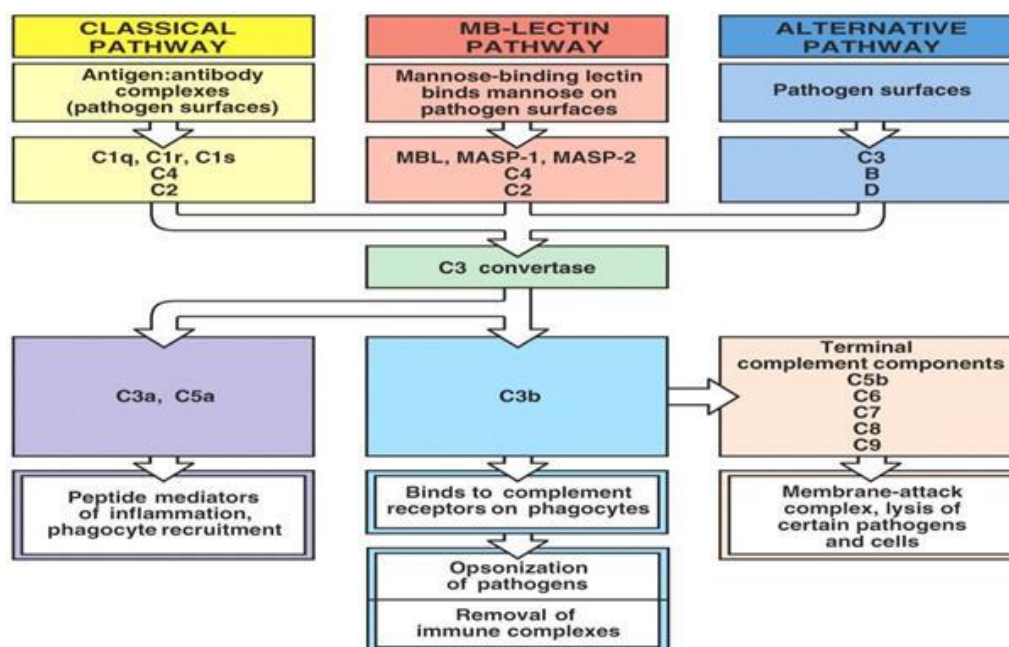 CLASSICAL
PATHWAY
MB-LECTIN
PATHWAY
ALTERNATIVE
PATHWAY
Antigen:antibody
complexes
(pathogen surfaces)
Mannose-binding lectin
binds mannose on
pathogen surfaces
Pathogen surfaces
C1q, C1r, C1s
C4
C2
MBL, MASP-1, MASP-2
C4
C2
C3
B
D
C3 convertase
C3a, C5a
C3b
Terminal
complement components
C5b
C6
C7
C8
C9
Peptide mediators
of inflammation,
phagocyte recruitment
Binds to complement
receptors on phagocytes
Opsonization
of pathogens
Removal of
immune complexes
Membrane-attack
complex, lysis of
certain pathogens
and cells